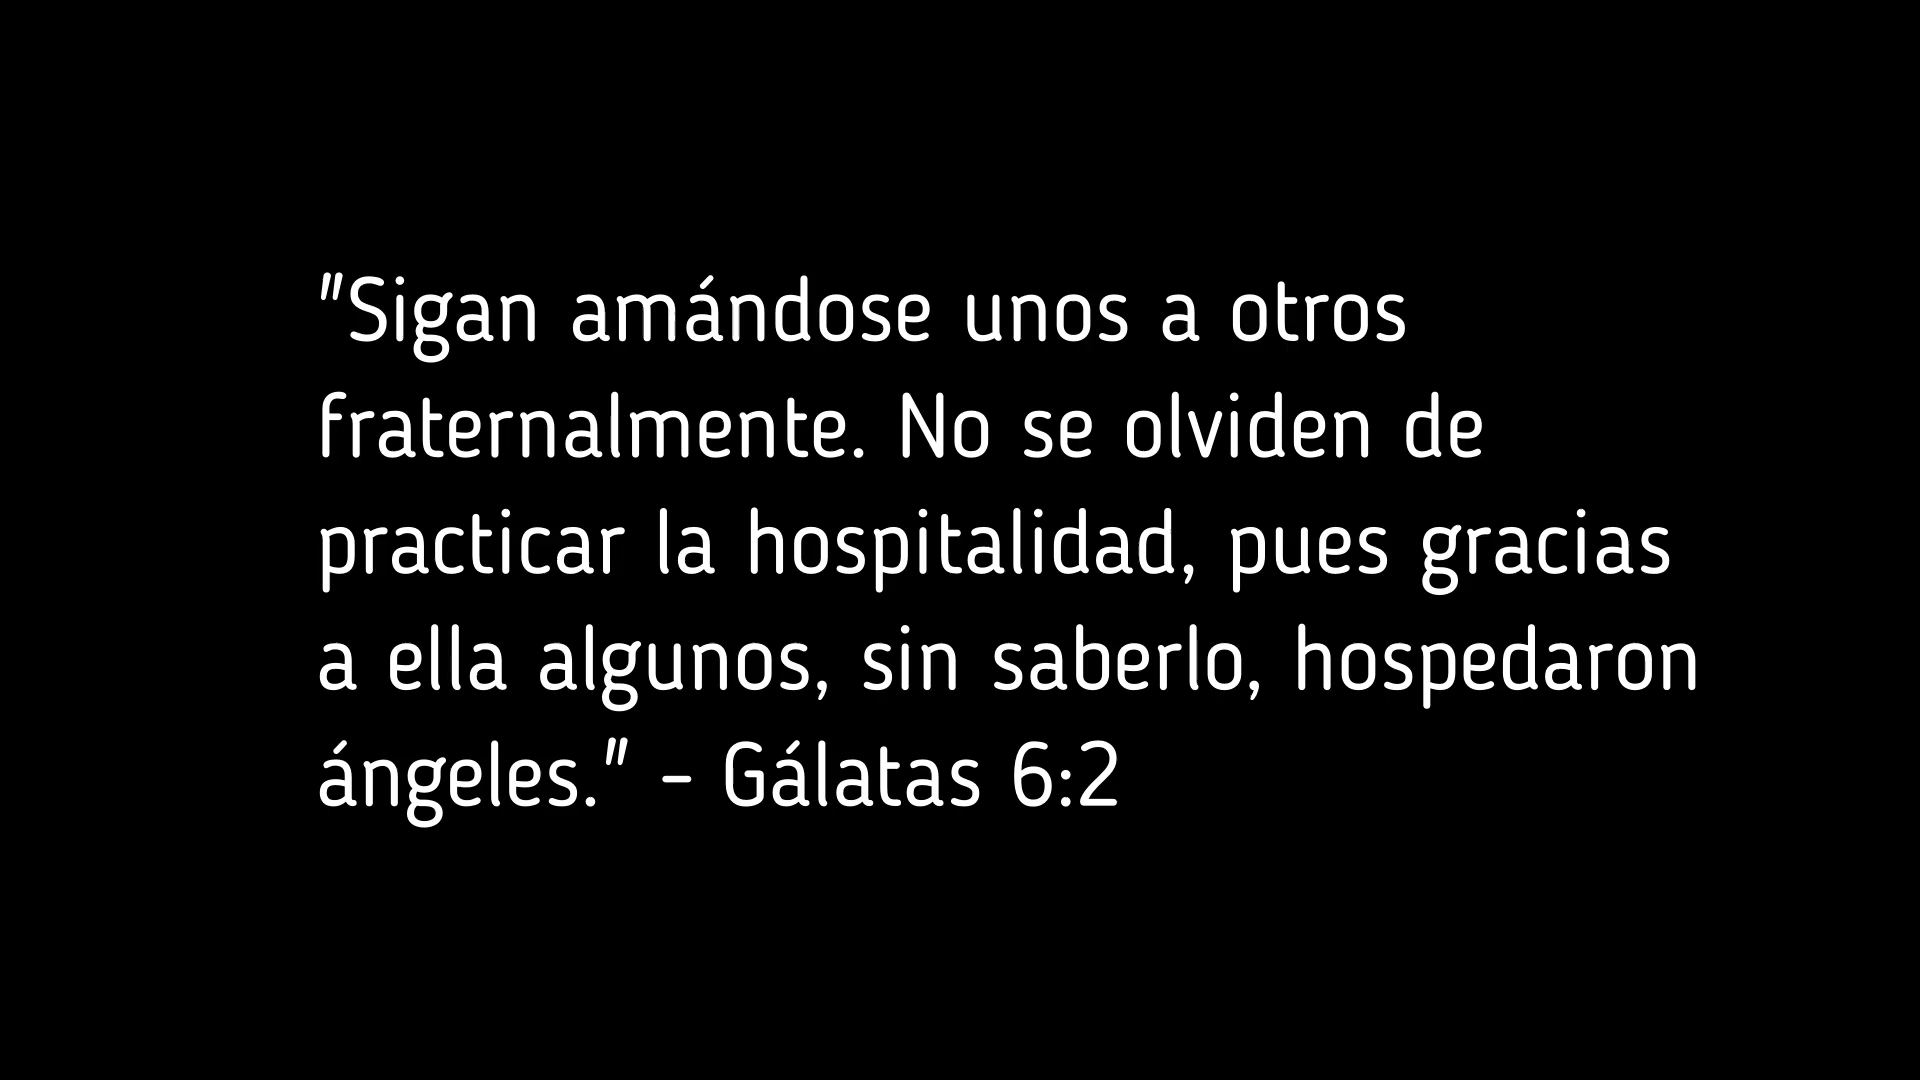 "Sigan amándose unos a otros
fraternalmente. No se olviden de
practicar la hospitalidad, pues gracias
a ella algunos, sin saberlo, hospedaron
ángeles." - Gálatas 6:2